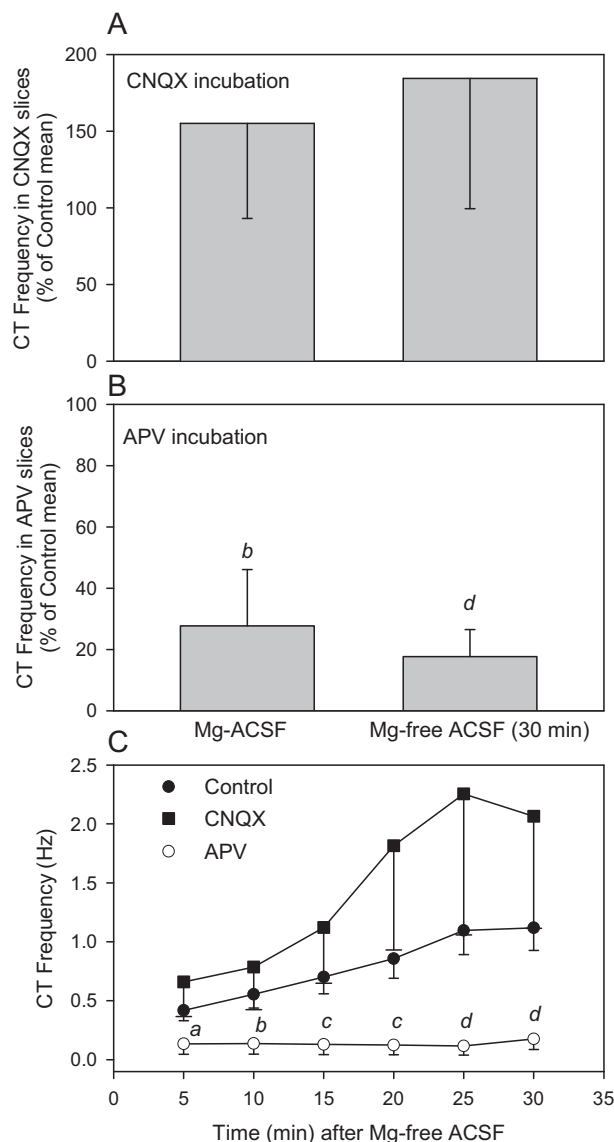 A
CT Frequency in CNQX slices
(% of Control mean)
200
150
100
50
0
CNQX incubation
B
CT Frequency in APV slices
(% of Control mean)
100
80
60
40
20
0
APV incubation
b
d
Mg-ACSF
Mg-free ACSF (30 min)
C
CT Frequency (Hz)
2.5
2.0
1.5
1.0
0.5
0.0
Control
CNQX
APV
a b c c d d
0 5 10 15 20 25 30 35
Time (min) after Mg-free ACSF